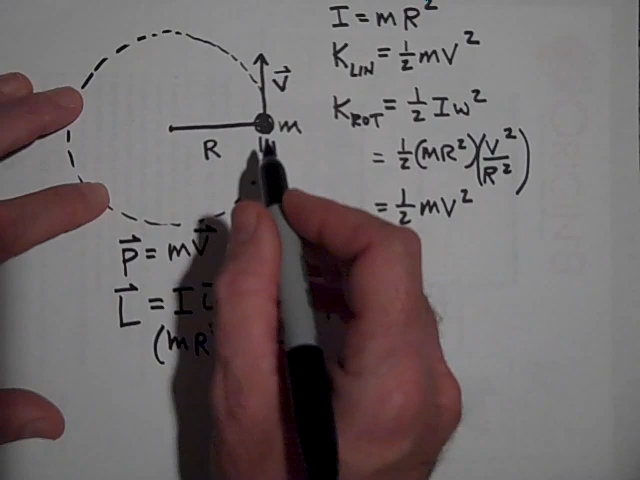 I = mR²
K_LIN = ½mV²
K_ROT = ½Iω²
= ½(MR²)(V²/R²)
= ½mV²
V⃗
m
R
P⃗ = mV⃗
L⃗ = I
(mR